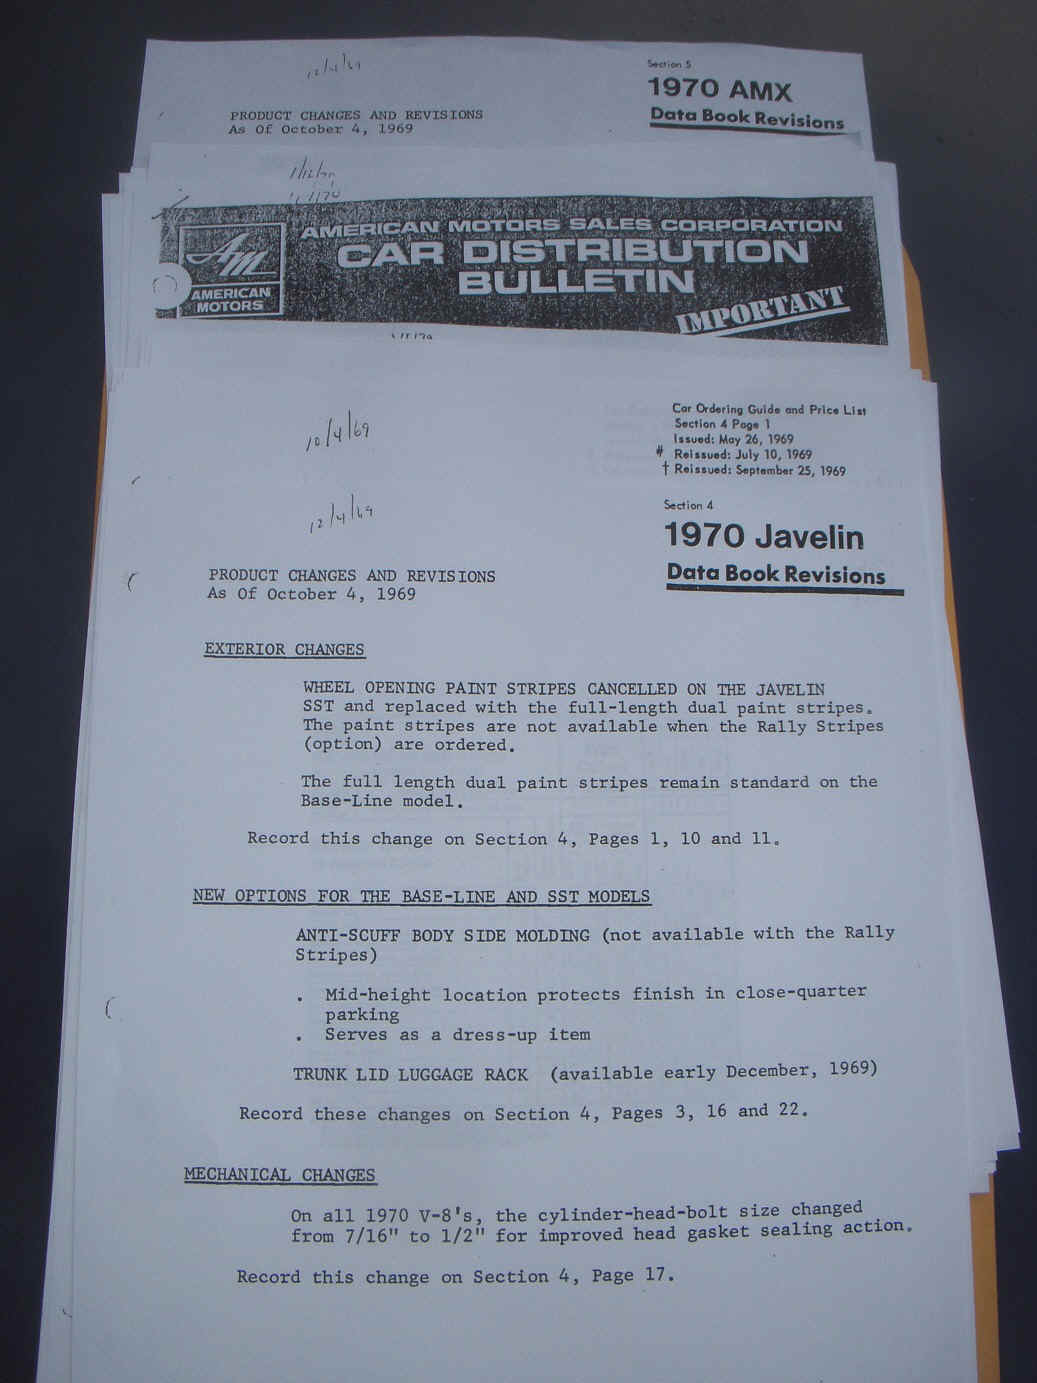 12/4/69
Section 5
1970 AMX
Data Book Revisions
PRODUCT CHANGES AND REVISIONS
As Of October 4, 1969
1/12/70
AMERICAN MOTORS SALES CORPORATION
CAR DISTRIBUTION
BULLETIN
IMPORTANT
AM
AMERICAN
MOTORS
Car Ordering Guide and Price List
Section 4 Page 1
Issued: May 26, 1969
# Reissued: July 10, 1969
† Reissued: September 25, 1969
10/4/69
12/4/69
Section 4
1970 Javelin
Data Book Revisions
PRODUCT CHANGES AND REVISIONS
As Of October 4, 1969
EXTERIOR CHANGES
WHEEL OPENING PAINT STRIPES CANCELLED ON THE JAVELIN
SST and replaced with the full-length dual paint stripes.
The paint stripes are not available when the Rally Stripes
(option) are ordered.
The full length dual paint stripes remain standard on the
Base-Line model.
Record this change on Section 4, Pages 1, 10 and 11.
NEW OPTIONS FOR THE BASE-LINE AND SST MODELS
ANTI-SCUFF BODY SIDE MOLDING (not available with the Rally
Stripes)
. Mid-height location protects finish in close-quarter
parking
. Serves as a dress-up item
TRUNK LID LUGGAGE RACK (available early December, 1969)
Record these changes on Section 4, Pages 3, 16 and 22.
MECHANICAL CHANGES
On all 1970 V-8's, the cylinder-head-bolt size changed
from 7/16" to 1/2" for improved head gasket sealing action.
Record this change on Section 4, Page 17.